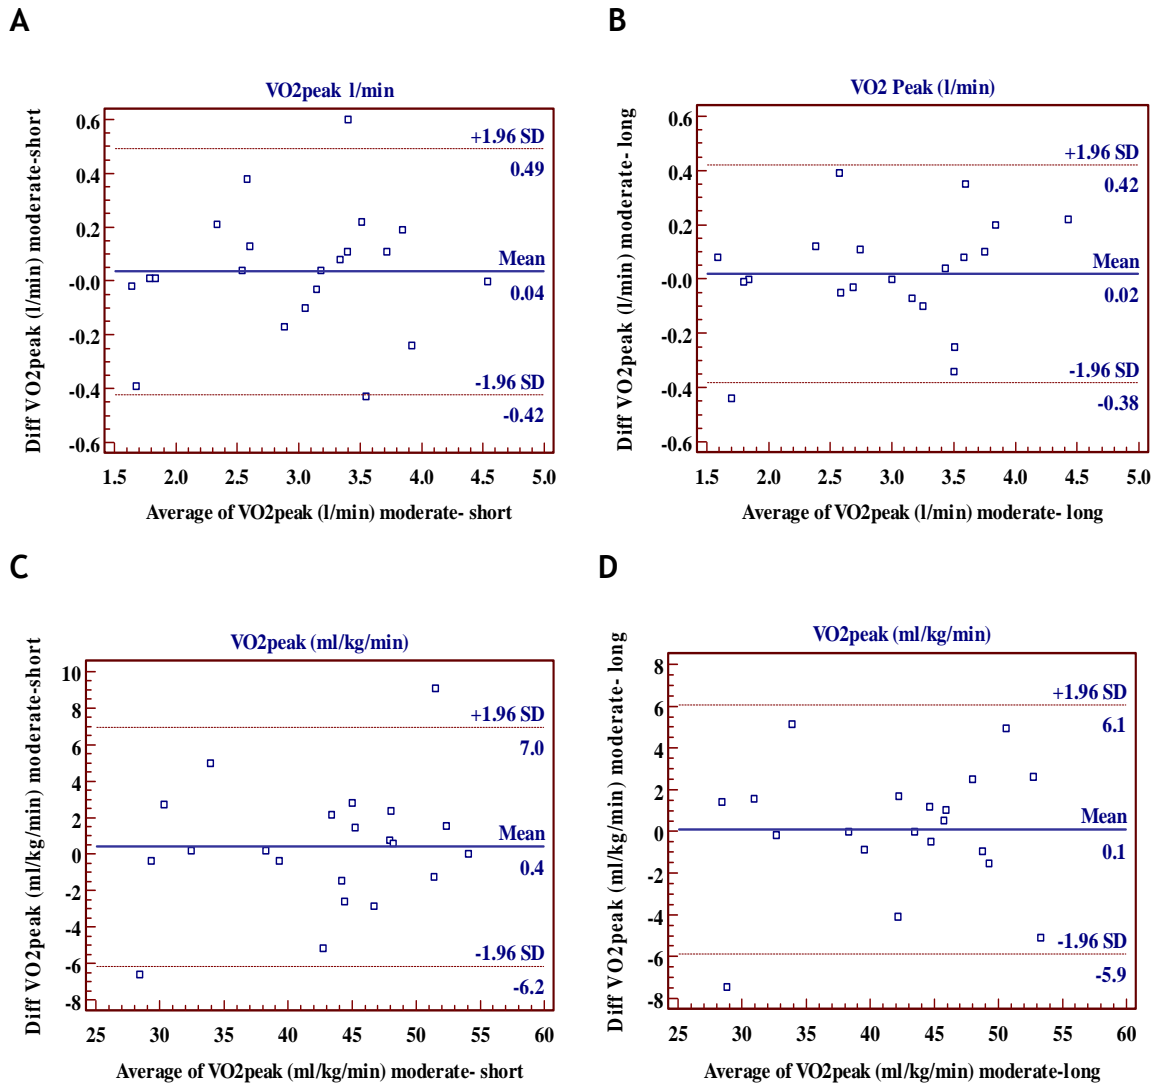 A
VO2peak l/min
Diff VO2peak (l/min) moderate-short
0.6
0.4
0.2
-0.0
-0.2
-0.4
-0.6
+1.96 SD
0.49
Mean
0.04
-1.96 SD
-0.42
1.5 2.0 2.5 3.0 3.5 4.0 4.5 5.0
Average of VO2peak (l/min) moderate- short
B
VO2 Peak (l/min)
Diff VO2peak (l/min) moderate- long
0.6
0.4
0.2
-0.0
-0.2
-0.4
-0.6
+1.96 SD
0.42
Mean
0.02
-1.96 SD
-0.38
1.5 2.0 2.5 3.0 3.5 4.0 4.5 5.0
Average of VO2peak (l/min) moderate- long
C
VO2peak (ml/kg/min)
Diff VO2peak (ml/kg/min) moderate-short
10
8
6
4
2
0
-2
-4
-6
-8
+1.96 SD
7.0
Mean
0.4
-1.96 SD
-6.2
25 30 35 40 45 50 55 60
Average of VO2peak (ml/kg/min) moderate- short
D
VO2peak (ml/kg/min)
Diff VO2peak (ml/kg/min) moderate- long
8
6
4
2
0
-2
-4
-6
-8
+1.96 SD
6.1
Mean
0.1
-1.96 SD
-5.9
25 30 35 40 45 50 55 60
Average of VO2peak (ml/kg/min) moderate-long